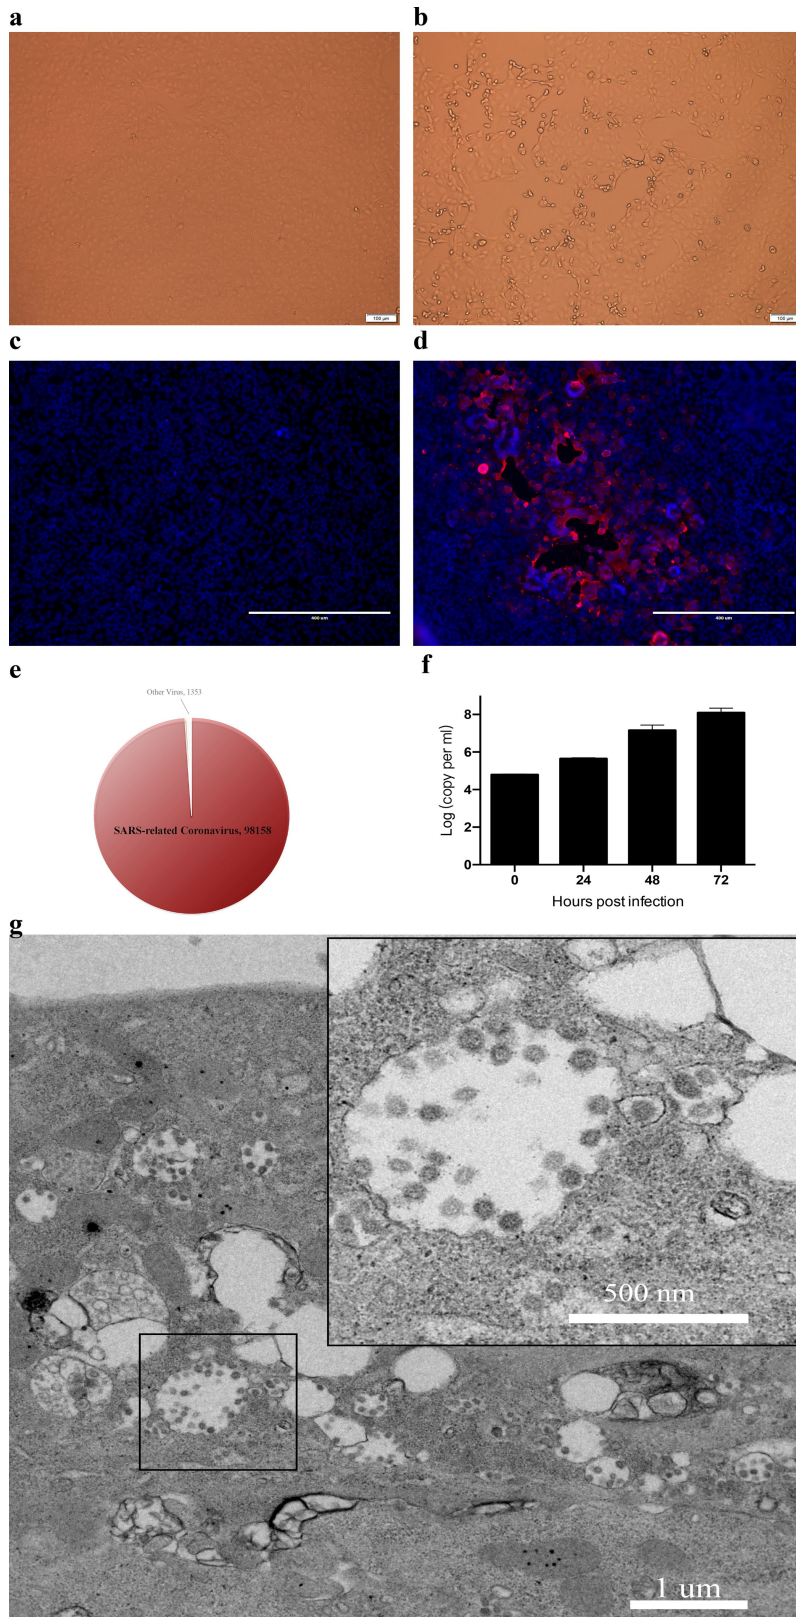 a
b
100 µm
100 µm
c
d
400 um
400 um
e
f
Other Virus, 1353
SARS-related Coronavirus, 98158
Log (copy per ml)
8
6
4
2
0
0
24
48
72
Hours post infection
g
500 nm
1 um